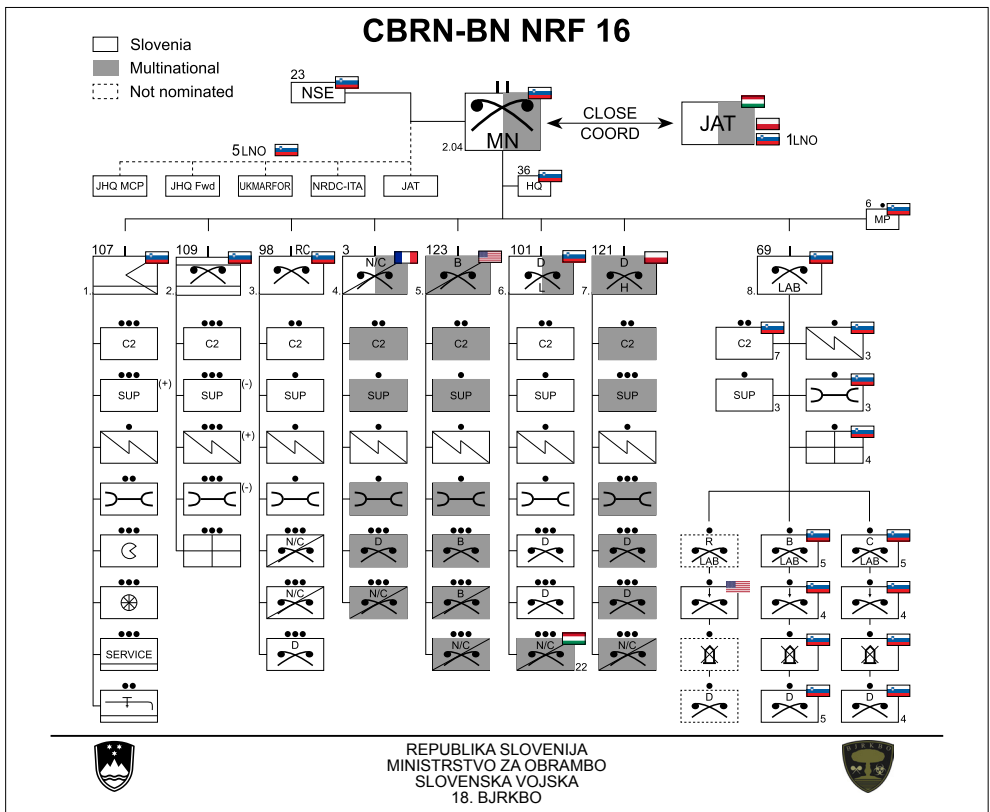 CBRN-BN NRF 16
Slovenia
Multinational
Not nominated
23
NSE
MN
2.04
CLOSE
COORD
JAT
1LNO
5LNO
JHQ MCP
JHQ Fwd
UKMARFOR
NRDC-ITA
JAT
36
HQ
6
MP
107
1.
109
2.
98
RC
3.
3
N/C
4.
123
B
5.
101
D
L
6.
121
D
H
7.
69
LAB
8.
C2
C2
C2
C2
C2
C2
C2
C2
7
3
SUP
(+)
SUP
(-)
SUP
SUP
SUP
SUP
SUP
SUP
3
3
(+)
4
(-)
N/C
D
B
D
D
R
LAB
B
LAB
5
C
LAB
5
N/C
N/C
B
D
D
4
4
SERVICE
D
N/C
N/C
22
N/C
D
D
5
D
4
REPUBLIKA SLOVENIJA
MINISTRSTVO ZA OBRAMBO
SLOVENSKA VOJSKA
18. BJRKBO
BJRKBO